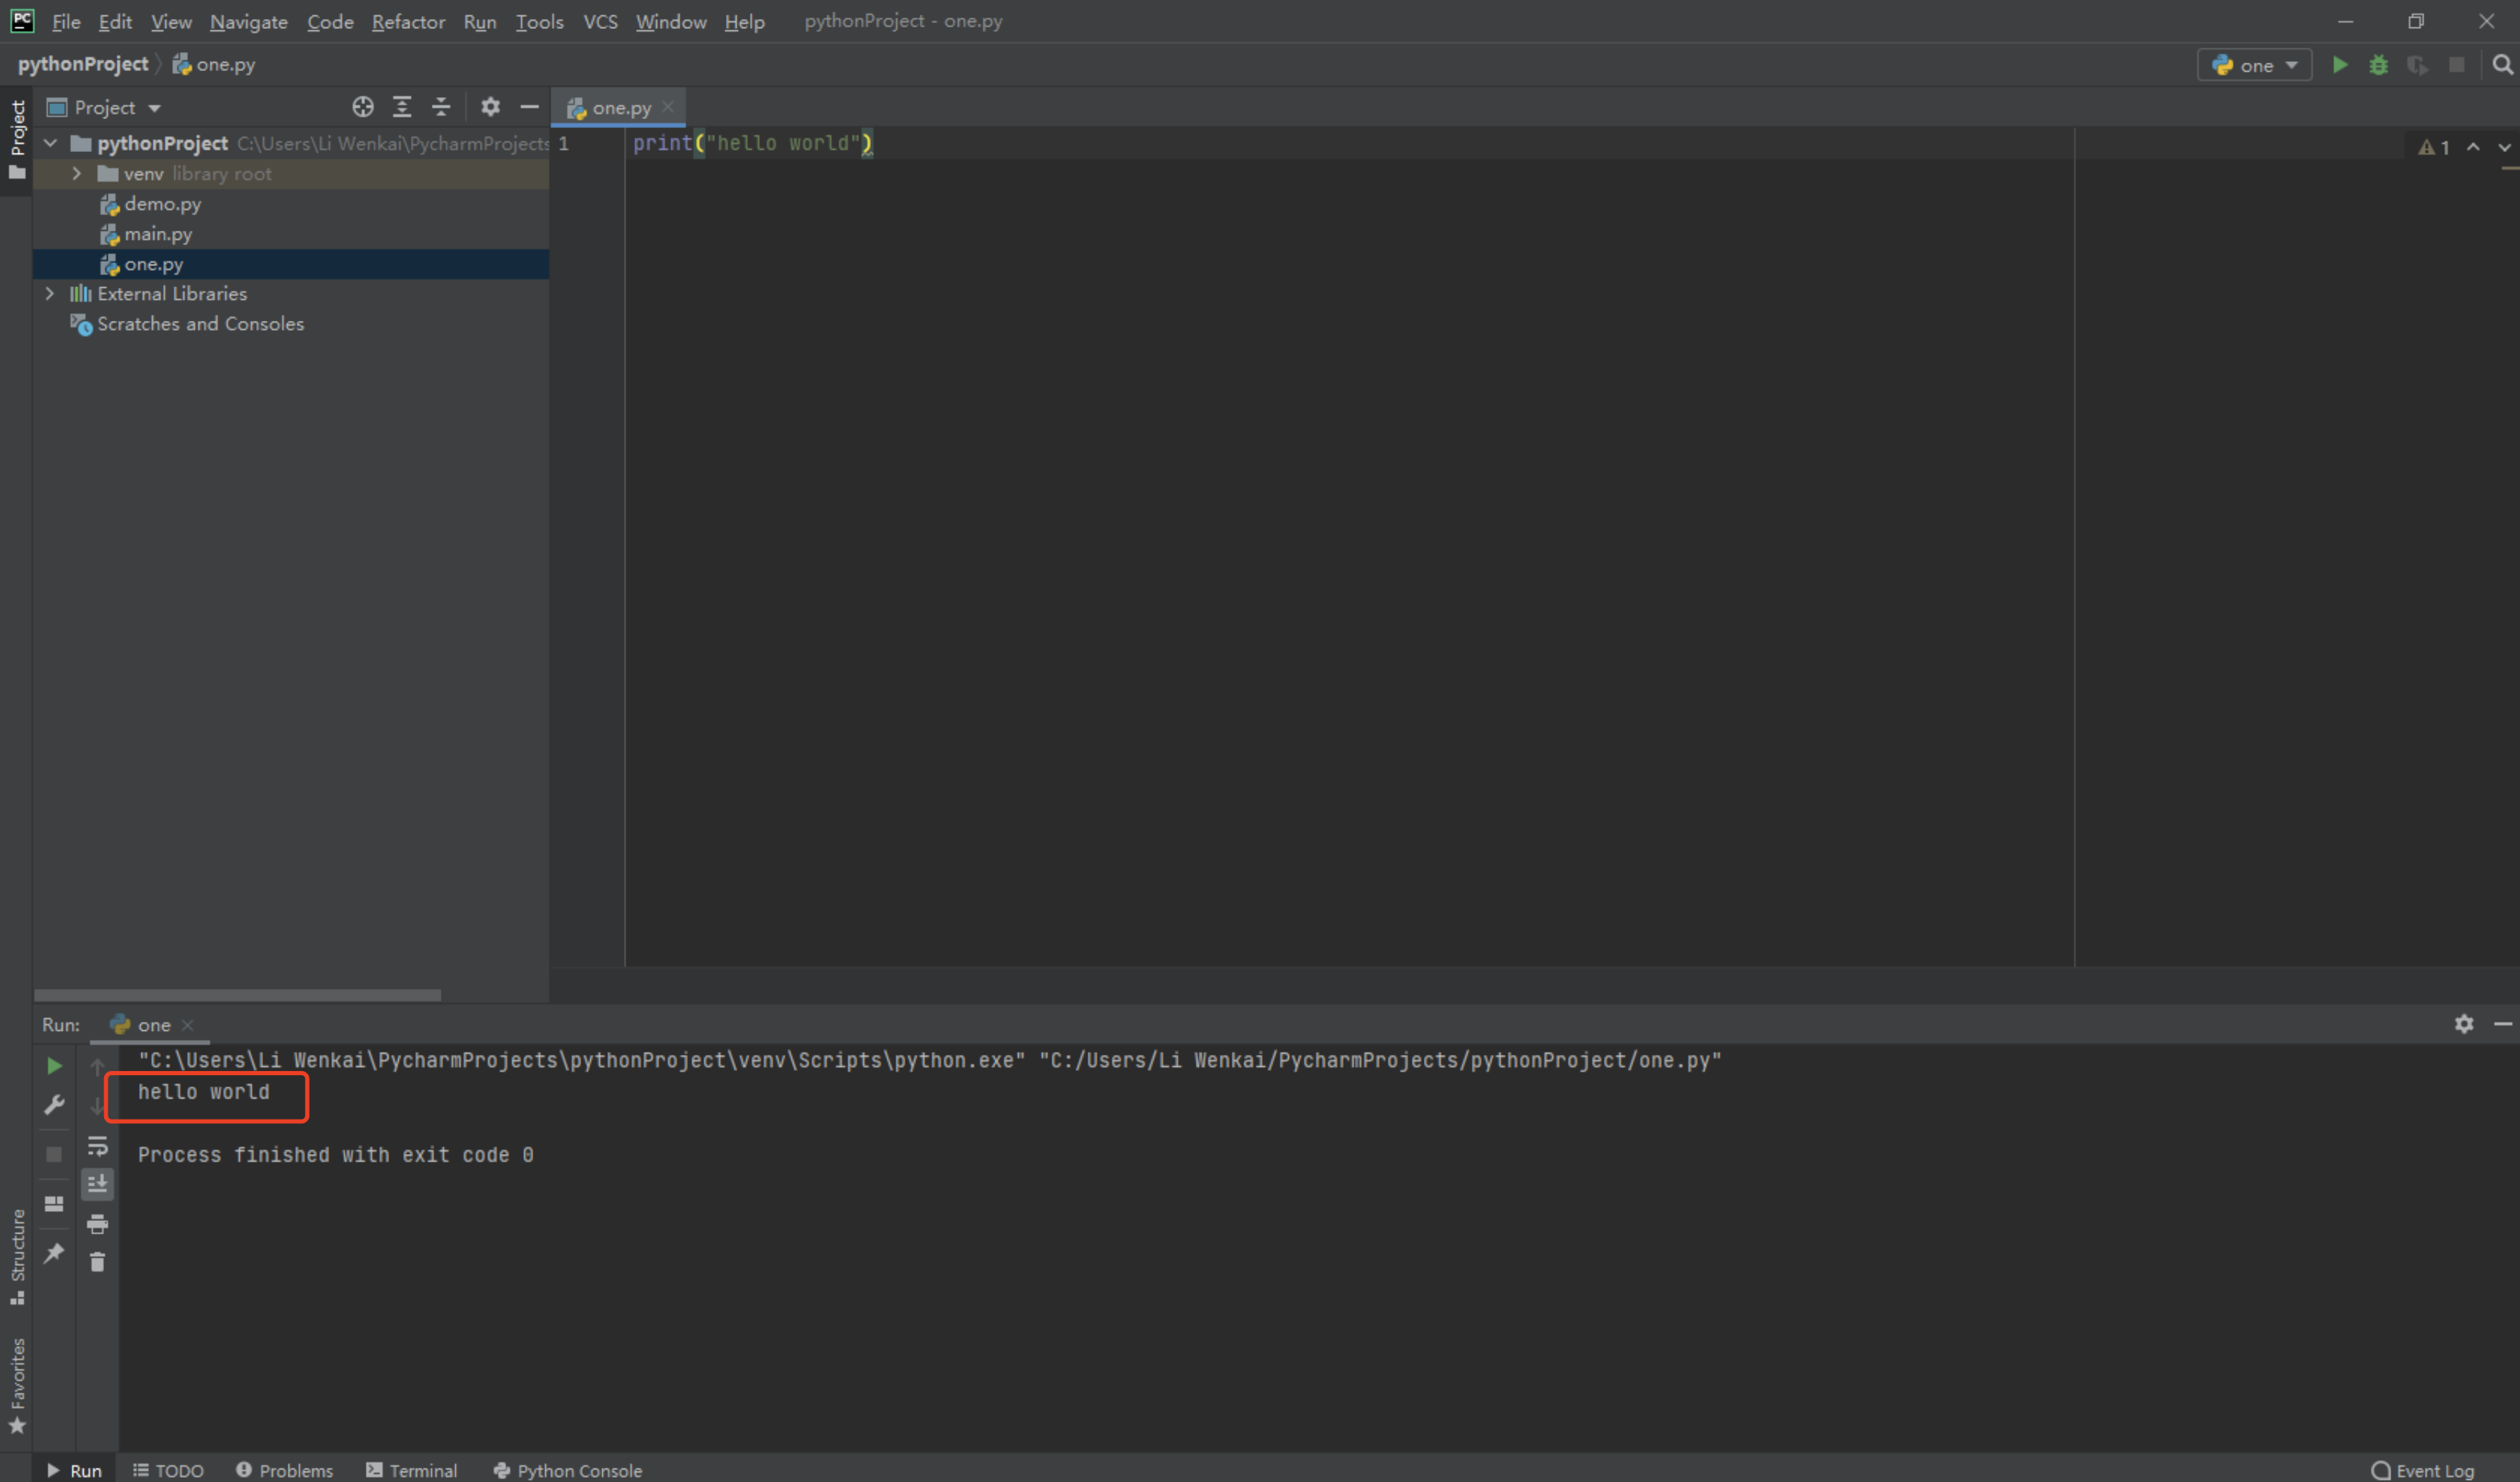 PC File Edit View Navigate Code Refactor Run Tools VCS Window Help pythonProject - one.py
pythonProject one.py one
Project
Project one.py
pythonProject C:\Users\Li Wenkai\PycharmProjects
venv library root
demo.py
main.py
one.py
External Libraries
Scratches and Consoles
1 print("hello world") 1
Run: one
"C:\Users\Li Wenkai\PycharmProjects\pythonProject\venv\Scripts\python.exe" "C:/Users/Li Wenkai/PycharmProjects/pythonProject/one.py"
hello world
Process finished with exit code 0
Structure
Favorites
Run TODO Problems Terminal Python Console Event Log